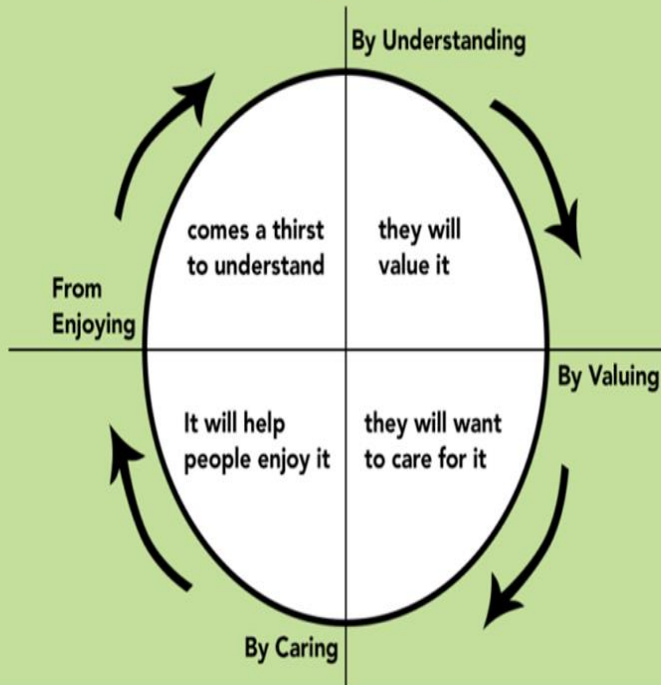 By Understanding
comes a thirst
to understand
they will
value it
From
Enjoying
By Valuing
It will help
people enjoy it
they will want
to care for it
By Caring